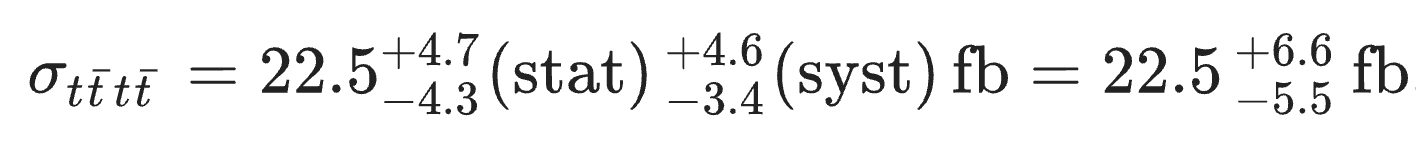 σ_{tt̄tt̄} = 22.5^{+4.7}_{−4.3}(stat) ^{+4.6}_{−3.4}(syst) fb = 22.5 ^{+6.6}_{−5.5} fb